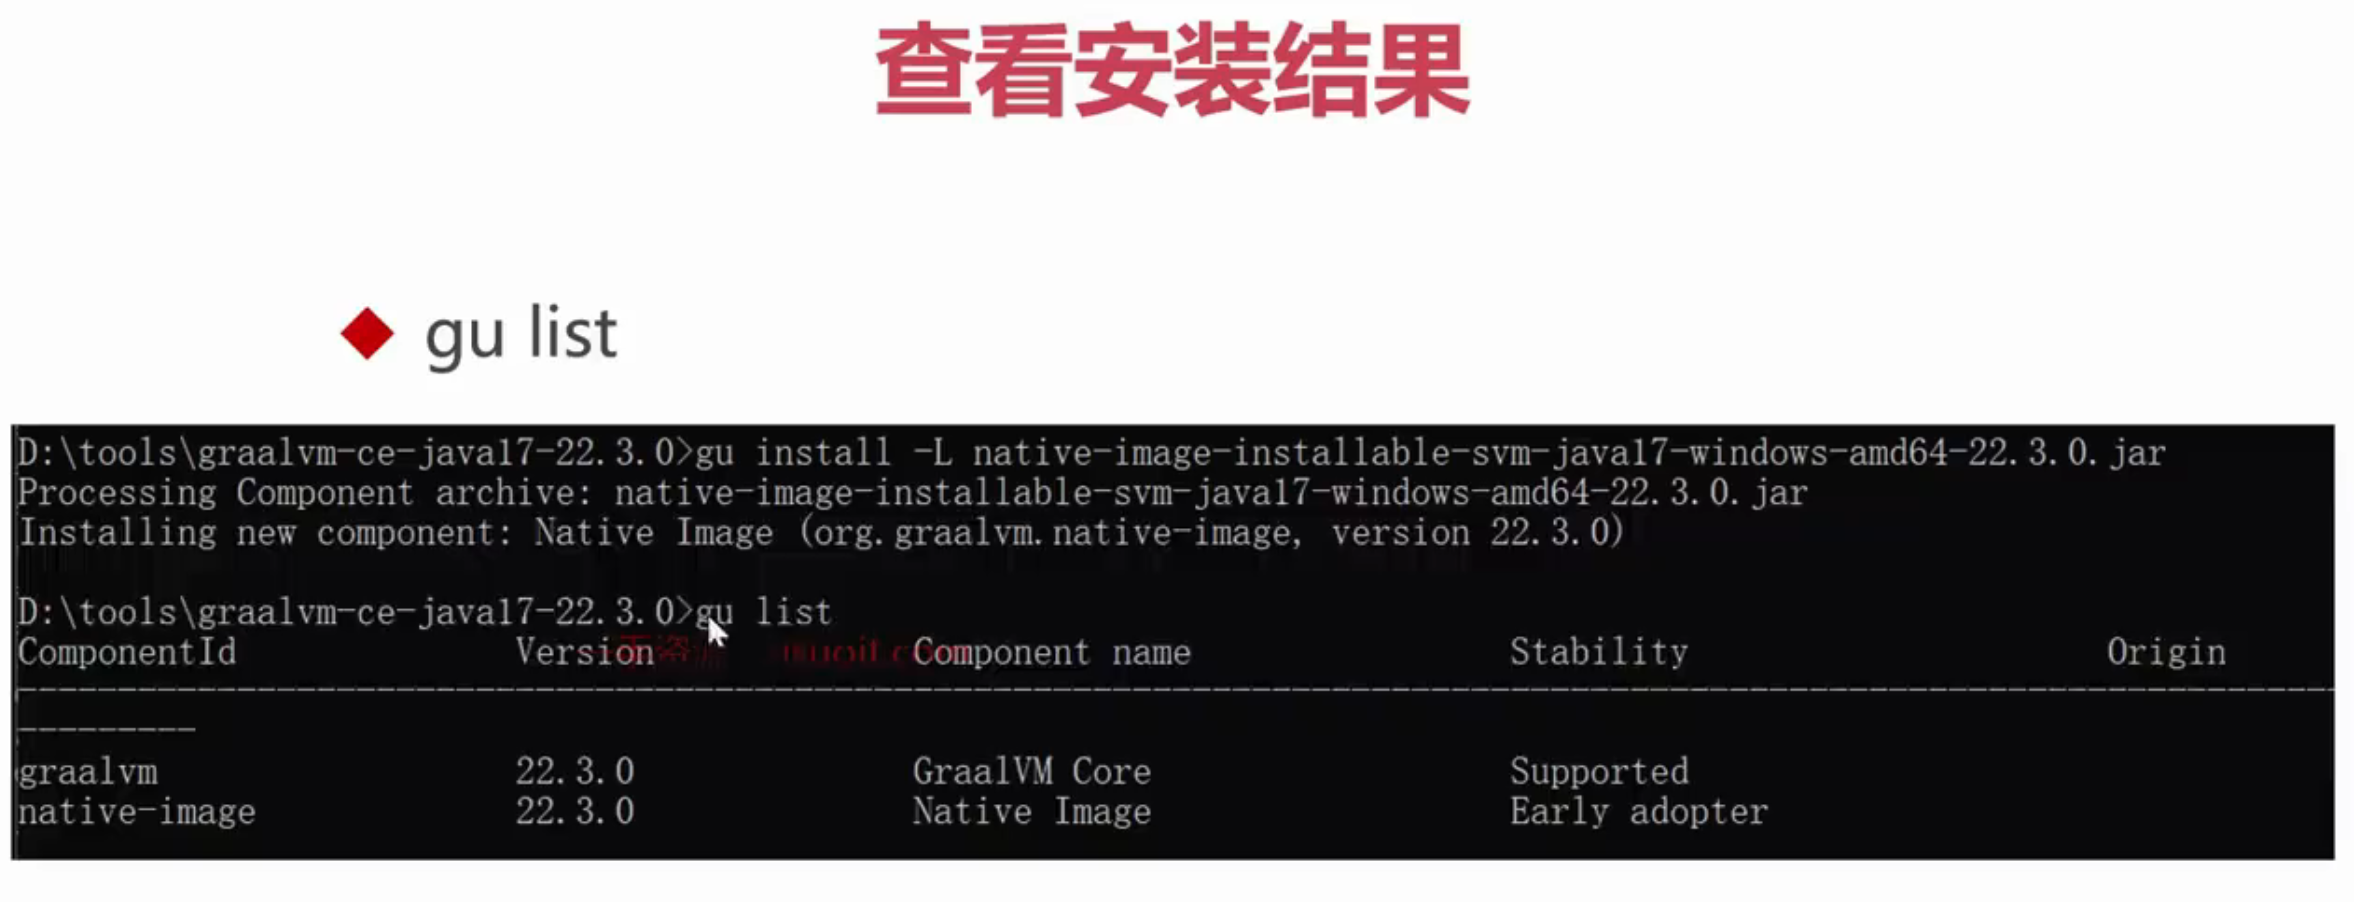 查看安装结果
gu list
D:\tools\graalvm-ce-java17-22.3.0>gu install -L native-image-installable-svm-java17-windows-amd64-22.3.0.jar
Processing Component archive: native-image-installable-svm-java17-windows-amd64-22.3.0.jar
Installing new component: Native Image (org.graalvm.native-image, version 22.3.0)
D:\tools\graalvm-ce-java17-22.3.0>gu list
ComponentId Version Component name Stability Origin
--------------------------------------------------------------------------------------------------------------------
---------
graalvm 22.3.0 GraalVM Core Supported
native-image 22.3.0 Native Image Early adopter